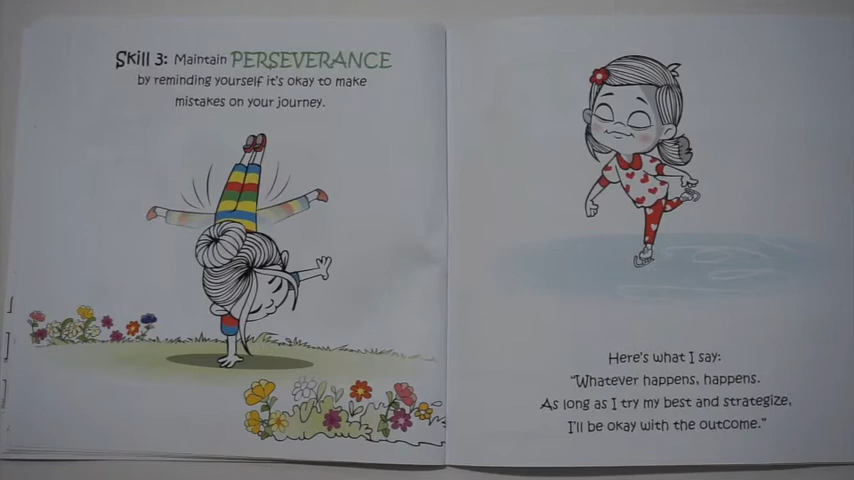 Skill 3: Maintain PERSEVERANCE
by reminding yourself it's okay to make
mistakes on your journey.
Here's what I say:
"Whatever happens, happens.
As long as I try my best and strategize,
I'll be okay with the outcome."